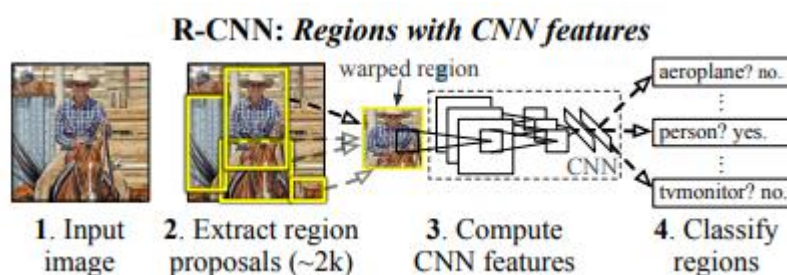 R-CNN: Regions with CNN features
warped region
aeroplane? no.
⋮
person? yes.
⋮
tvmonitor? no.
CNN
1. Input
image
2. Extract region
proposals (~2k)
3. Compute
CNN features
4. Classify
regions